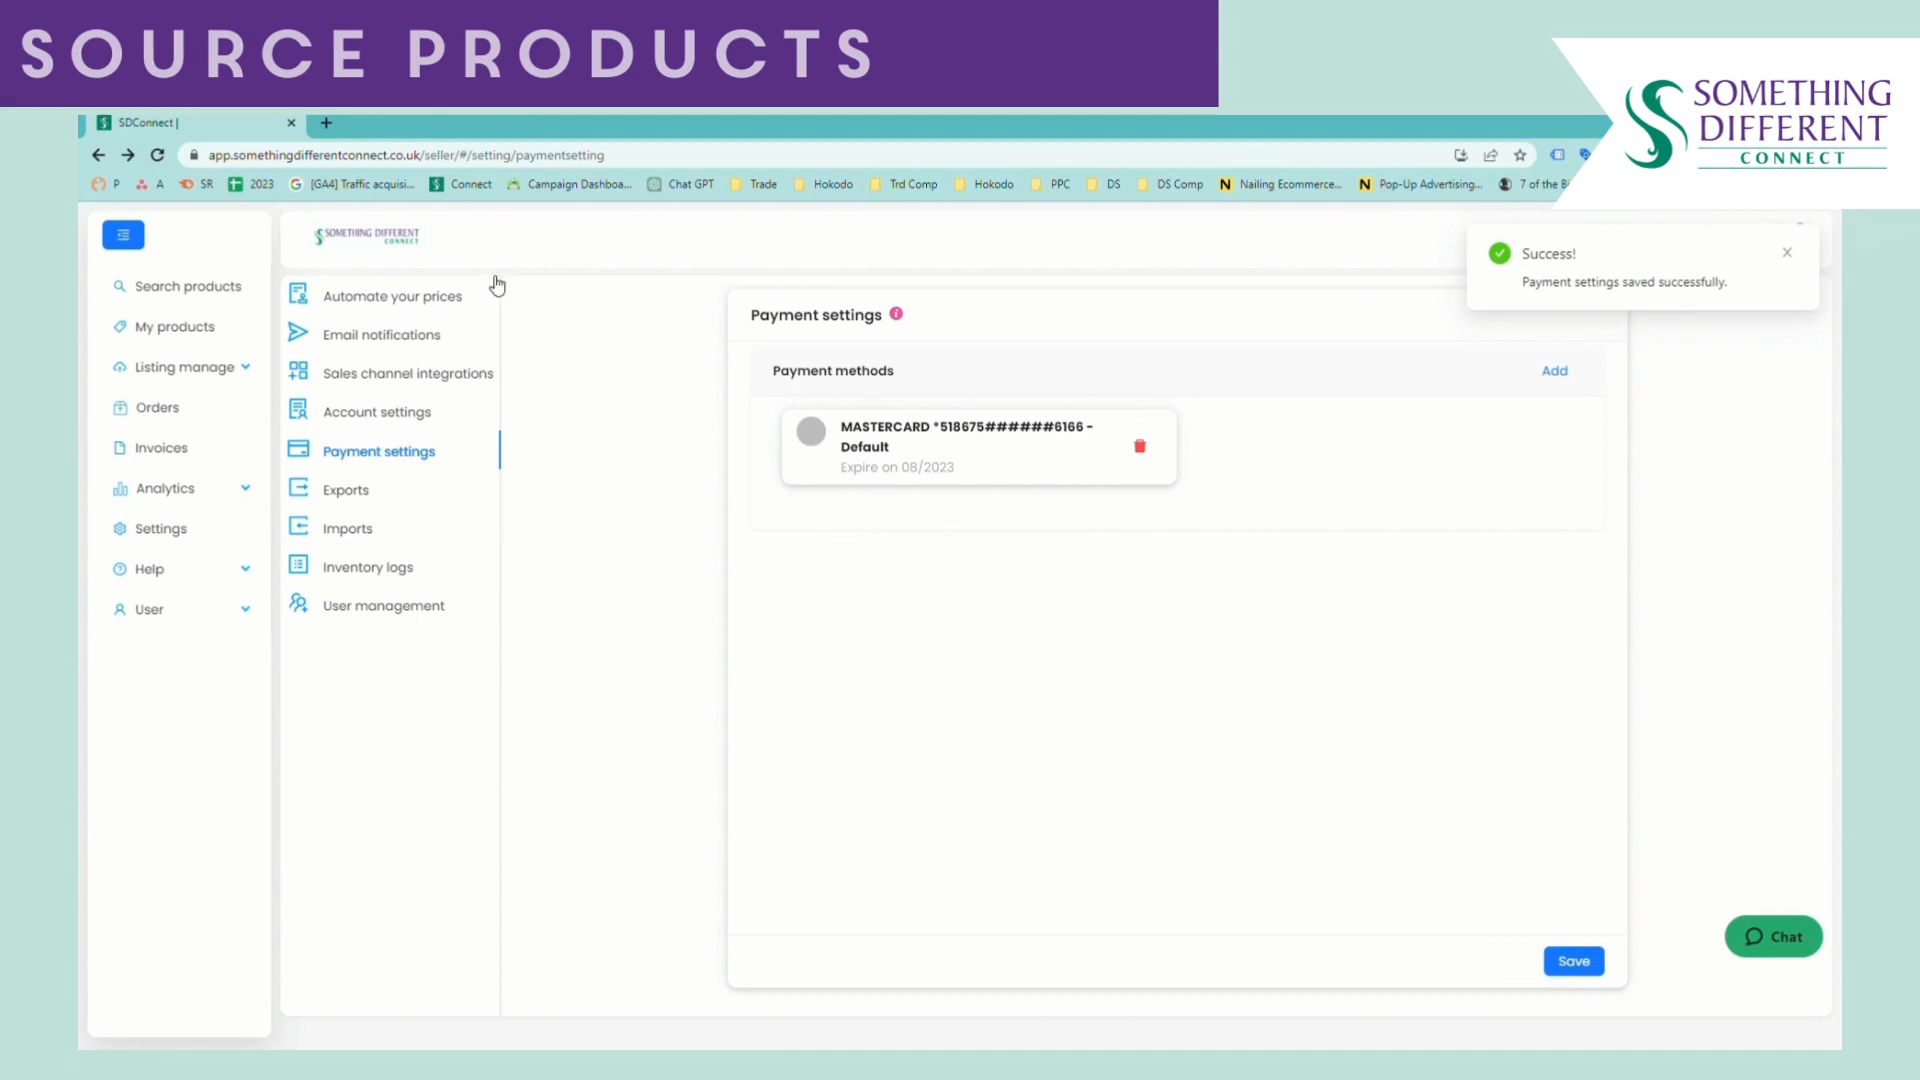 SOURCE PRODUCTS
SOMETHING
DIFFERENT
CONNECT
SDConnect |
app.somethingdifferentconnect.co.uk/seller/#/setting/paymentsetting
P A SR 2023 [GA4] Traffic acquisi... Connect Campaign Dashboa... Chat GPT Trade Hokodo Trd Comp Hokodo PPC DS DS Comp Nailing Ecommerce... Pop-Up Advertising... 7 of the
SOMETHING DIFFERENT
CONNECT
Success!
Payment settings saved successfully.
Search products
My products
Listing manage
Orders
Invoices
Analytics
Settings
Help
User
Automate your prices
Email notifications
Sales channel integrations
Account settings
Payment settings
Exports
Imports
Inventory logs
User management
Payment settings
Payment methods
Add
MASTERCARD *518675######6166 -
Default
Expire on 08/2023
Save
Chat